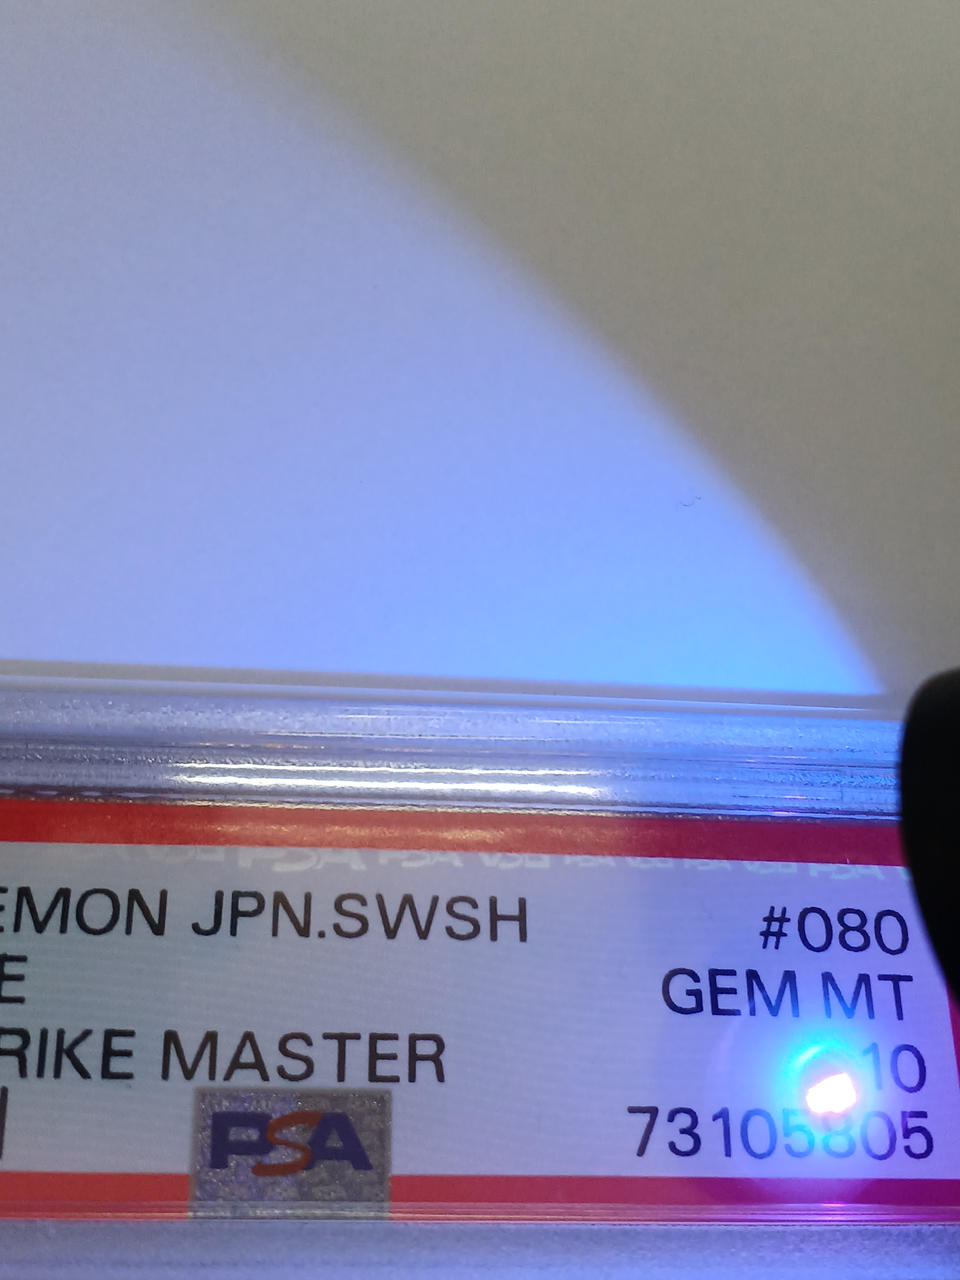 EMON JPN.SWSH #080
E GEM MT
RIKE MASTER 10
PSA 73105805